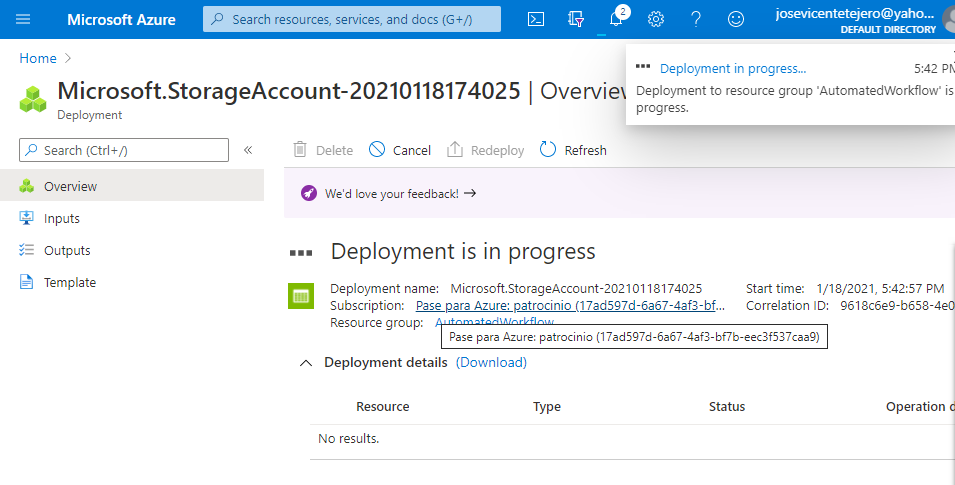 Microsoft Azure
Search resources, services, and docs (G+/)
2
josevicentetejero@yaho...
DEFAULT DIRECTORY
Home >
Deployment in progress...
5:42 PM
Deployment to resource group 'AutomatedWorkflow' is
progress.
Microsoft.StorageAccount-20210118174025 | Overview
Deployment
Search (Ctrl+/)
«
Delete
Cancel
Redeploy
Refresh
Overview
Inputs
Outputs
Template
We'd love your feedback! →
Deployment is in progress
Deployment name: Microsoft.StorageAccount-20210118174025
Start time: 1/18/2021, 5:42:57 PM
Subscription: Pase para Azure: patrocinio (17ad597d-6a67-4af3-bf...
Correlation ID: 9618c6e9-b658-4e0
Resource group: AutomatedWorkflow
Pase para Azure: patrocinio (17ad597d-6a67-4af3-bf7b-eec3f537caa9)
Deployment details (Download)
Resource Type Status Operation d
No results.